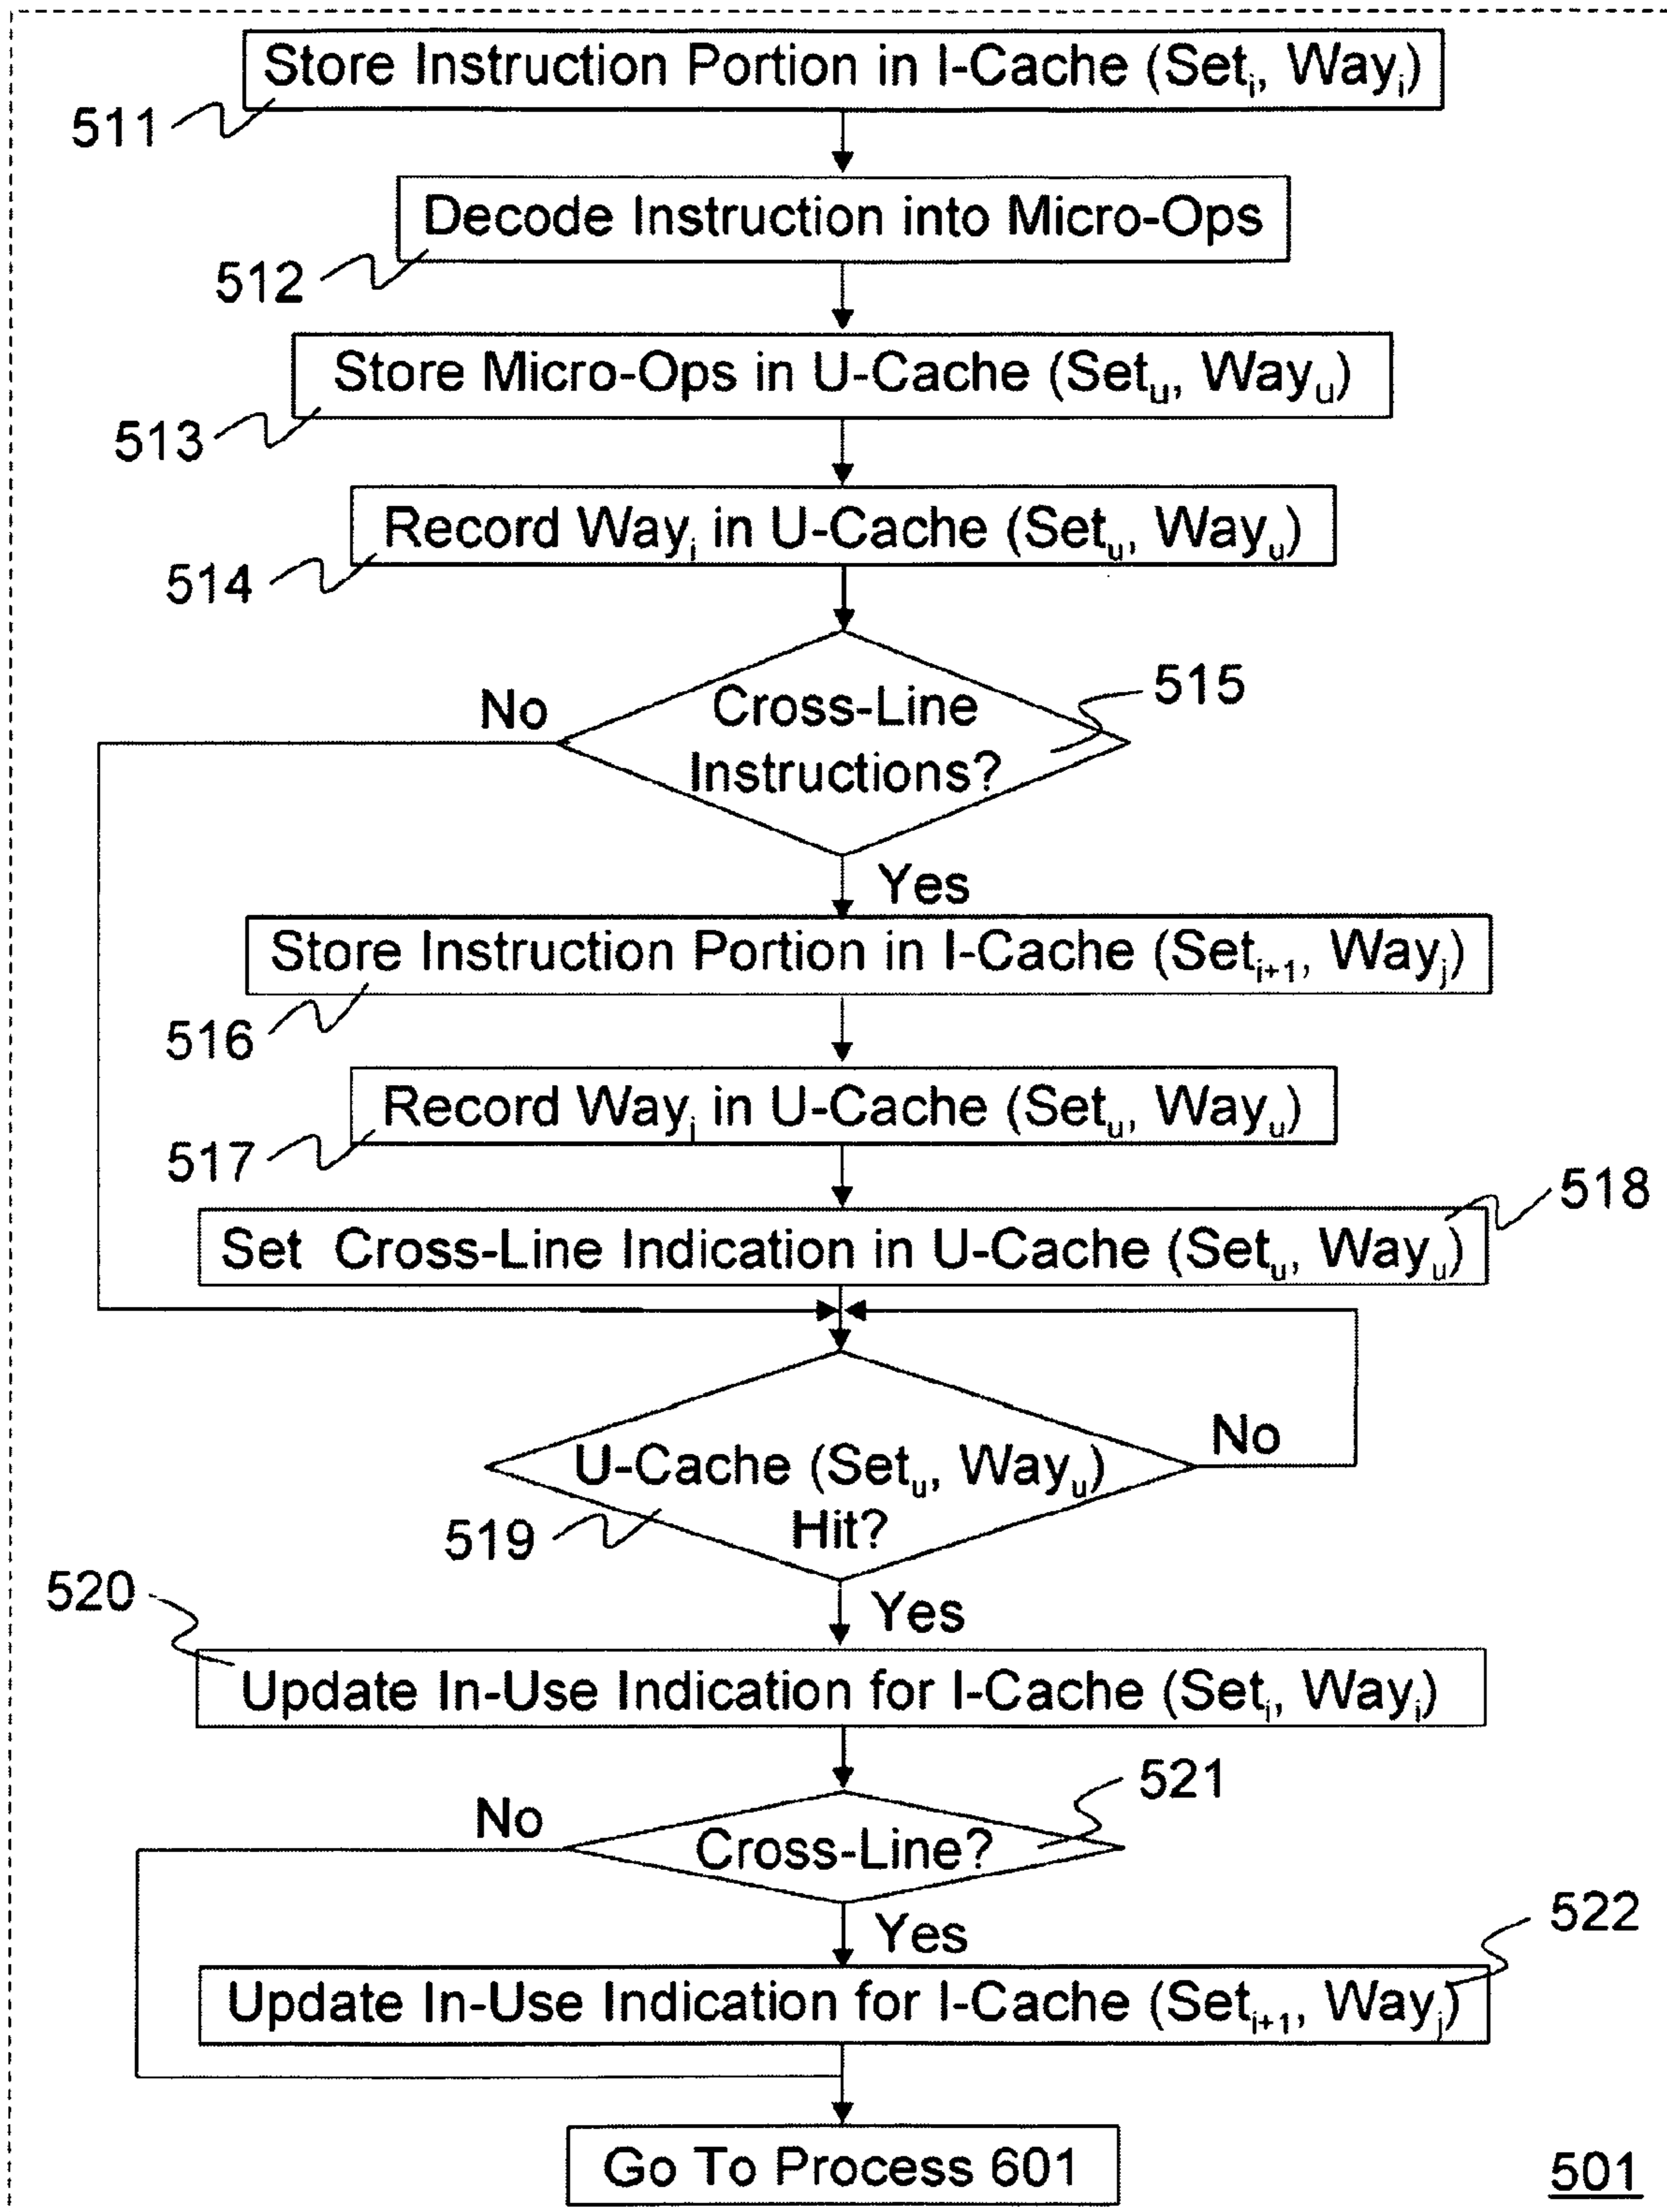 Store Instruction Portion in I-Cache (Setᵢ, Wayᵢ)
511
Decode Instruction into Micro-Ops
512
Store Micro-Ops in U-Cache (Setᵤ, Wayᵤ)
513
Record Wayᵢ in U-Cache (Setᵤ, Wayᵤ)
514
Cross-Line
Instructions?
515
No
Yes
Store Instruction Portion in I-Cache (Setᵢ₊₁, Wayⱼ)
516
Record Wayⱼ in U-Cache (Setᵤ, Wayᵤ)
517
518
Set Cross-Line Indication in U-Cache (Setᵤ, Wayᵤ)
U-Cache (Setᵤ, Wayᵤ)
Hit?
No
519
520
Yes
Update In-Use Indication for I-Cache (Setᵢ, Wayᵢ)
521
No
Cross-Line?
522
Yes
Update In-Use Indication for I-Cache (Setᵢ₊₁, Wayⱼ)
Go To Process 601
501